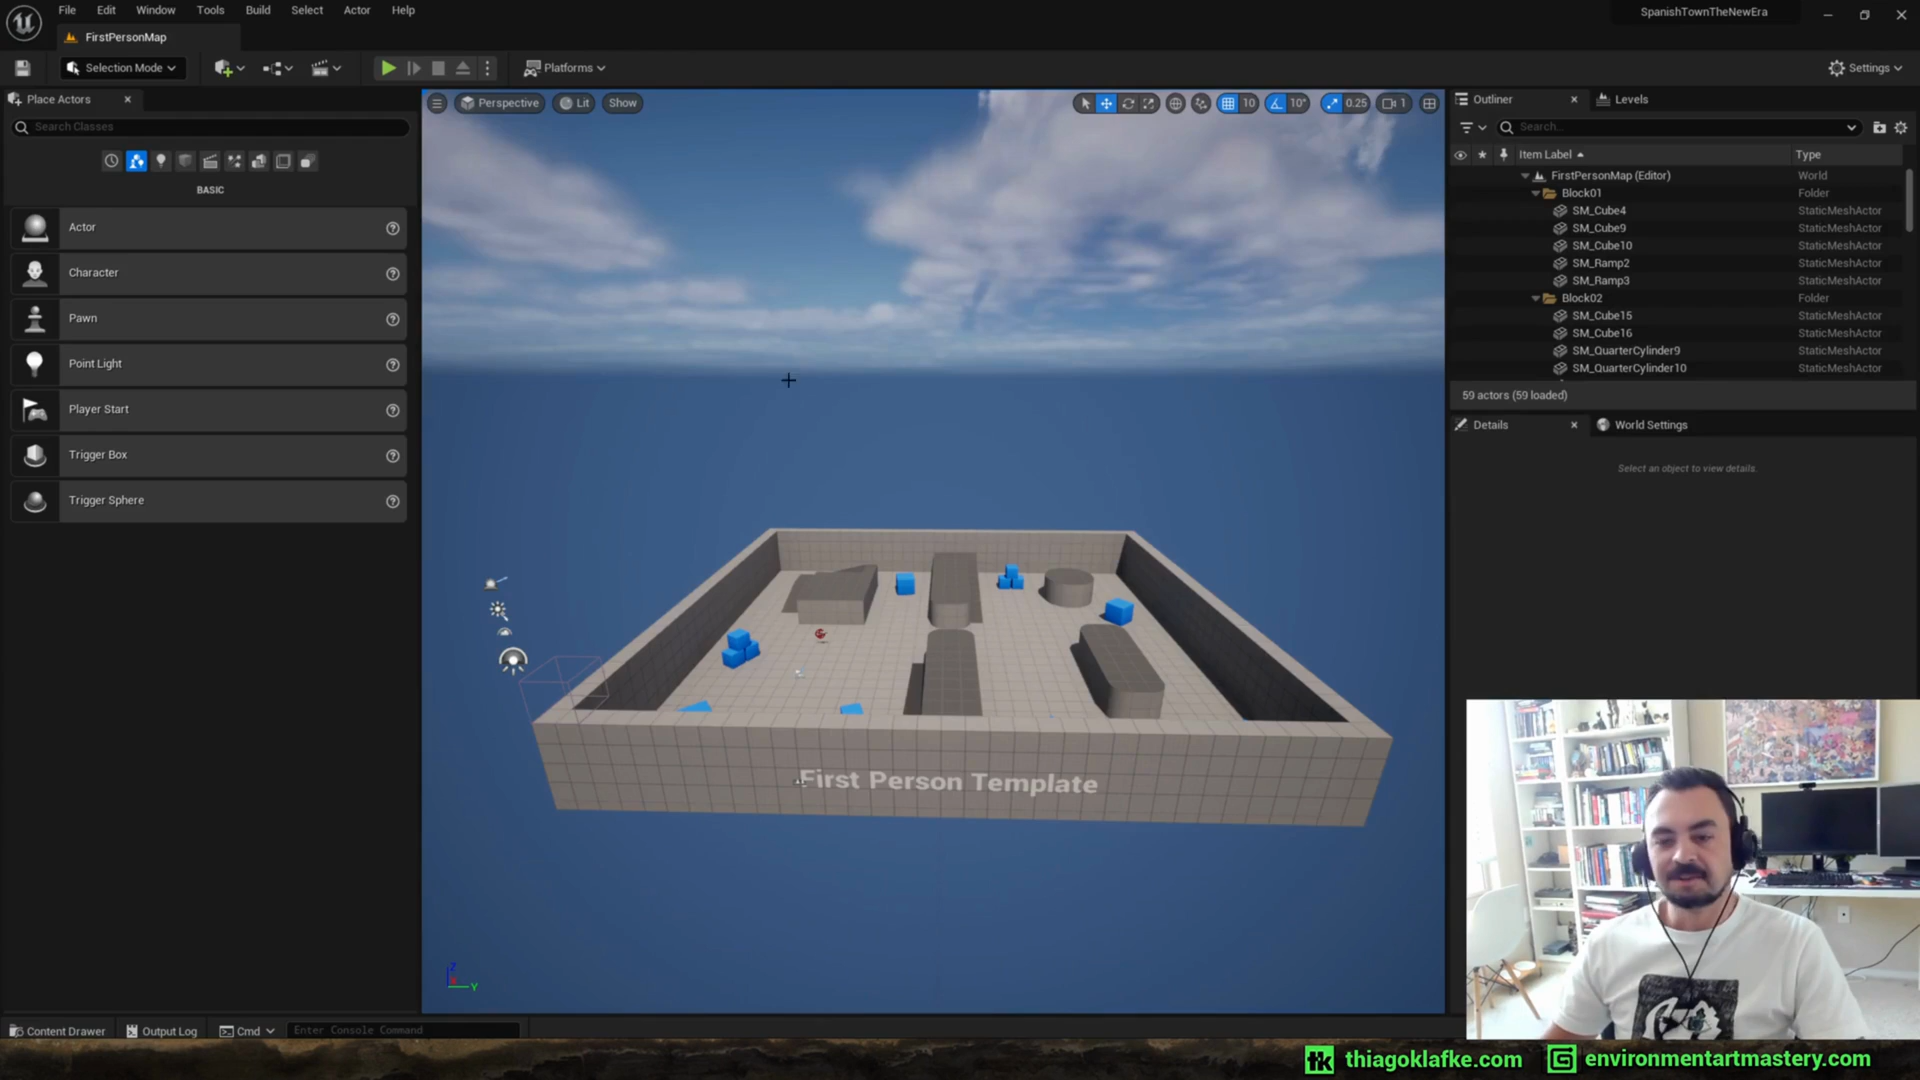 File Edit Window Tools Build Select Actor Help
SpanishTownTheNewEra
FirstPersonMap
Selection Mode
Platforms
Settings
Place Actors
Search Classes
BASIC
Actor
Character
Pawn
Point Light
Player Start
Trigger Box
Trigger Sphere
Perspective Lit Show
10 10° 0.25 1
First Person Template
Z
Y
Outliner Levels
Search...
Item Label Type
FirstPersonMap (Editor) World
Block01 Folder
SM_Cube4 StaticMeshActor
SM_Cube9 StaticMeshActor
SM_Cube10 StaticMeshActor
SM_Ramp2 StaticMeshActor
SM_Ramp3 StaticMeshActor
Block02 Folder
SM_Cube15 StaticMeshActor
SM_Cube16 StaticMeshActor
SM_QuarterCylinder9 StaticMeshActor
SM_QuarterCylinder10 StaticMeshActor
59 actors (59 loaded)
Details World Settings
Select an object to view details.
Content Drawer Output Log Cmd Enter Console Command
thiagoklafke.com environmentartmastery.com